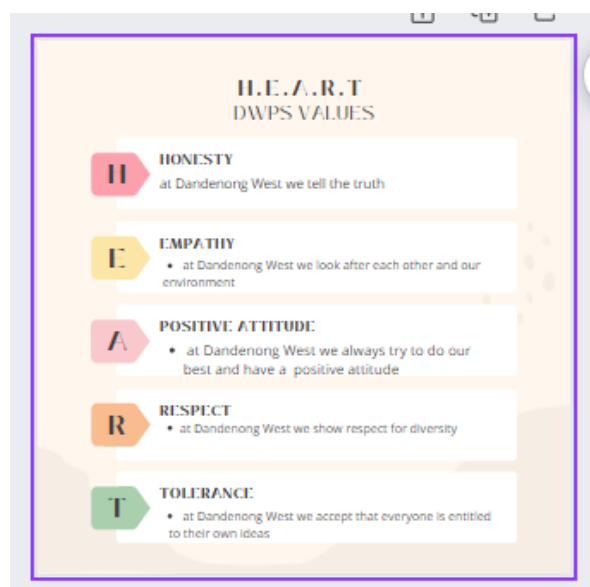 H.E.A.R.T
DWPS VALUES
H
HONESTY
at Dandenong West we tell the truth
E
EMPATHY
• at Dandenong West we look after each other and our
environment
A
POSITIVE ATTITUDE
• at Dandenong West we always try to do our
best and have a positive attitude
R
RESPECT
• at Dandenong West we show respect for diversity
T
TOLERANCE
• at Dandenong West we accept that everyone is entitled
to their own ideas